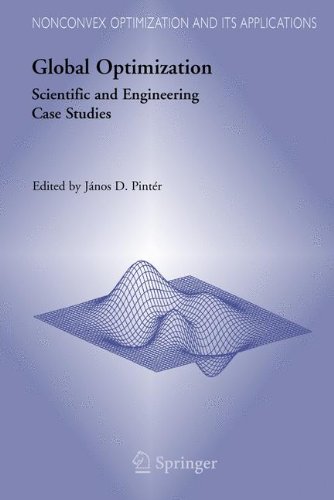 NONCONVEX OPTIMIZATION AND ITS APPLICATIONS
Global Optimization
Scientific and Engineering
Case Studies
Edited by János D. Pintér
Springer